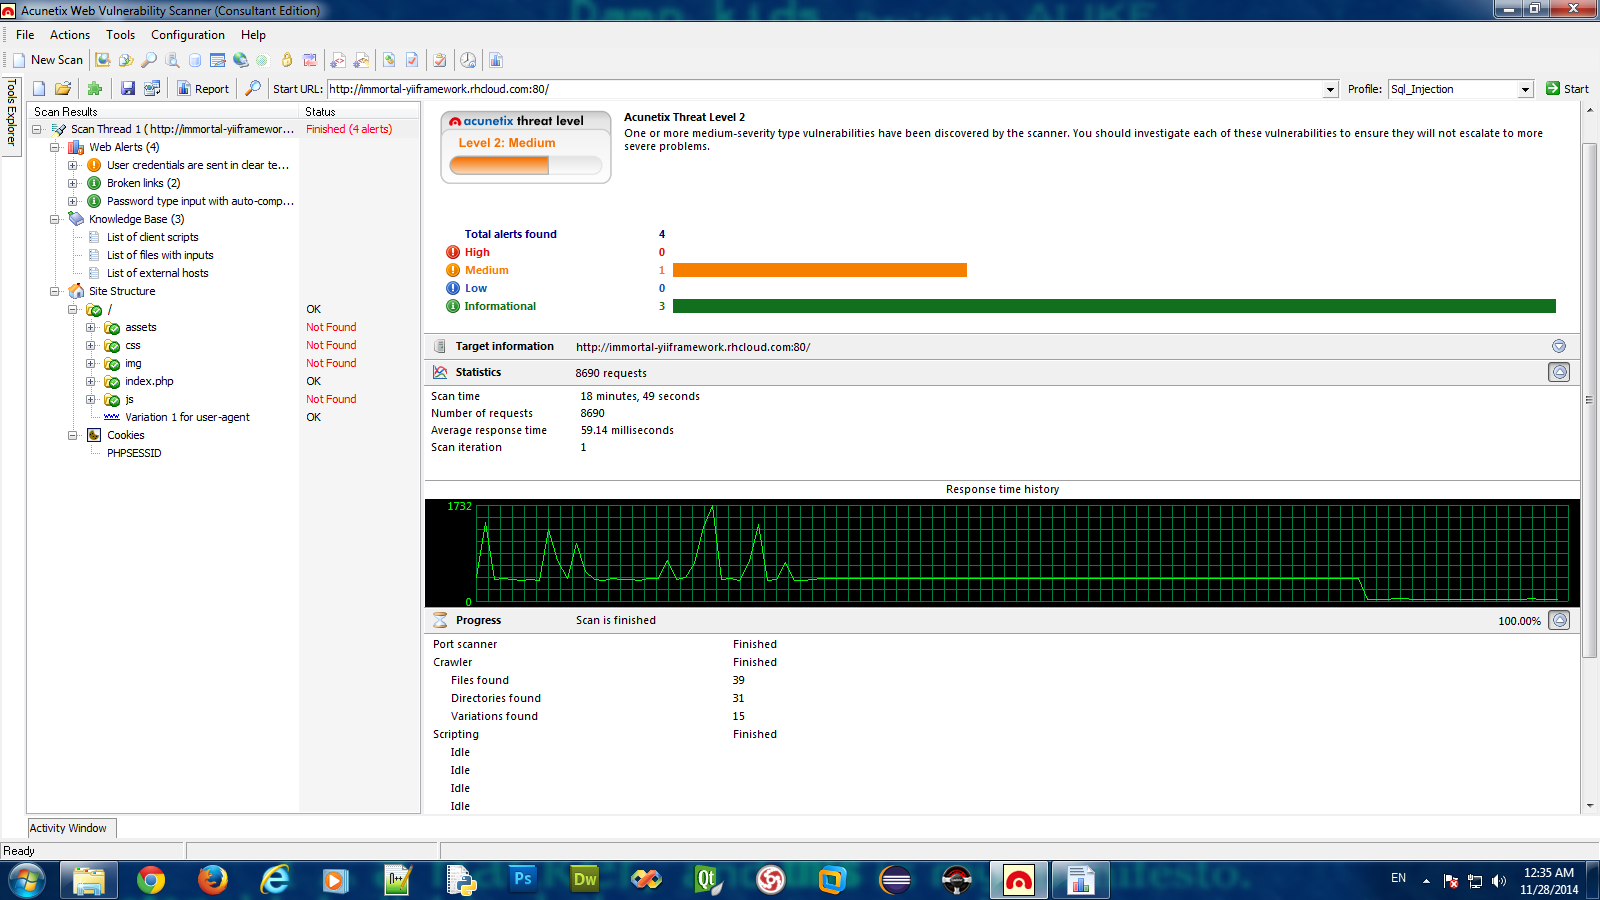 Acunetix Web Vulnerability Scanner (Consultant Edition)
File Actions Tools Configuration Help
New Scan
Report Start URL: http://immortal-yiiframework.rhcloud.com:80/ Profile: Sql_Injection Start
Tools Explorer
Scan Results Status
Scan Thread 1 ( http://immortal-yiiframewor... Finished (4 alerts)
Web Alerts (4)
User credentials are sent in clear te...
Broken links (2)
Password type input with auto-comp...
Knowledge Base (3)
List of client scripts
List of files with inputs
List of external hosts
Site Structure
/ OK
assets Not Found
css Not Found
img Not Found
index.php OK
js Not Found
Variation 1 for user-agent OK
Cookies
PHPSESSID
acunetix threat level
Level 2: Medium
Acunetix Threat Level 2
One or more medium-severity type vulnerabilities have been discovered by the scanner. You should investigate each of these vulnerabilities to ensure they will not escalate to more
severe problems.
Total alerts found 4
High 0
Medium 1
Low 0
Informational 3
Target information http://immortal-yiiframework.rhcloud.com:80/
Statistics 8690 requests
Scan time 18 minutes, 49 seconds
Number of requests 8690
Average response time 59.14 milliseconds
Scan iteration 1
Response time history
1732
0
Progress Scan is finished 100.00%
Port scanner Finished
Crawler Finished
Files found 39
Directories found 31
Variations found 15
Scripting Finished
Idle
Idle
Idle
Idle
Activity Window
Ready
Ps Dw Qt
EN
12:35 AM
11/28/2014